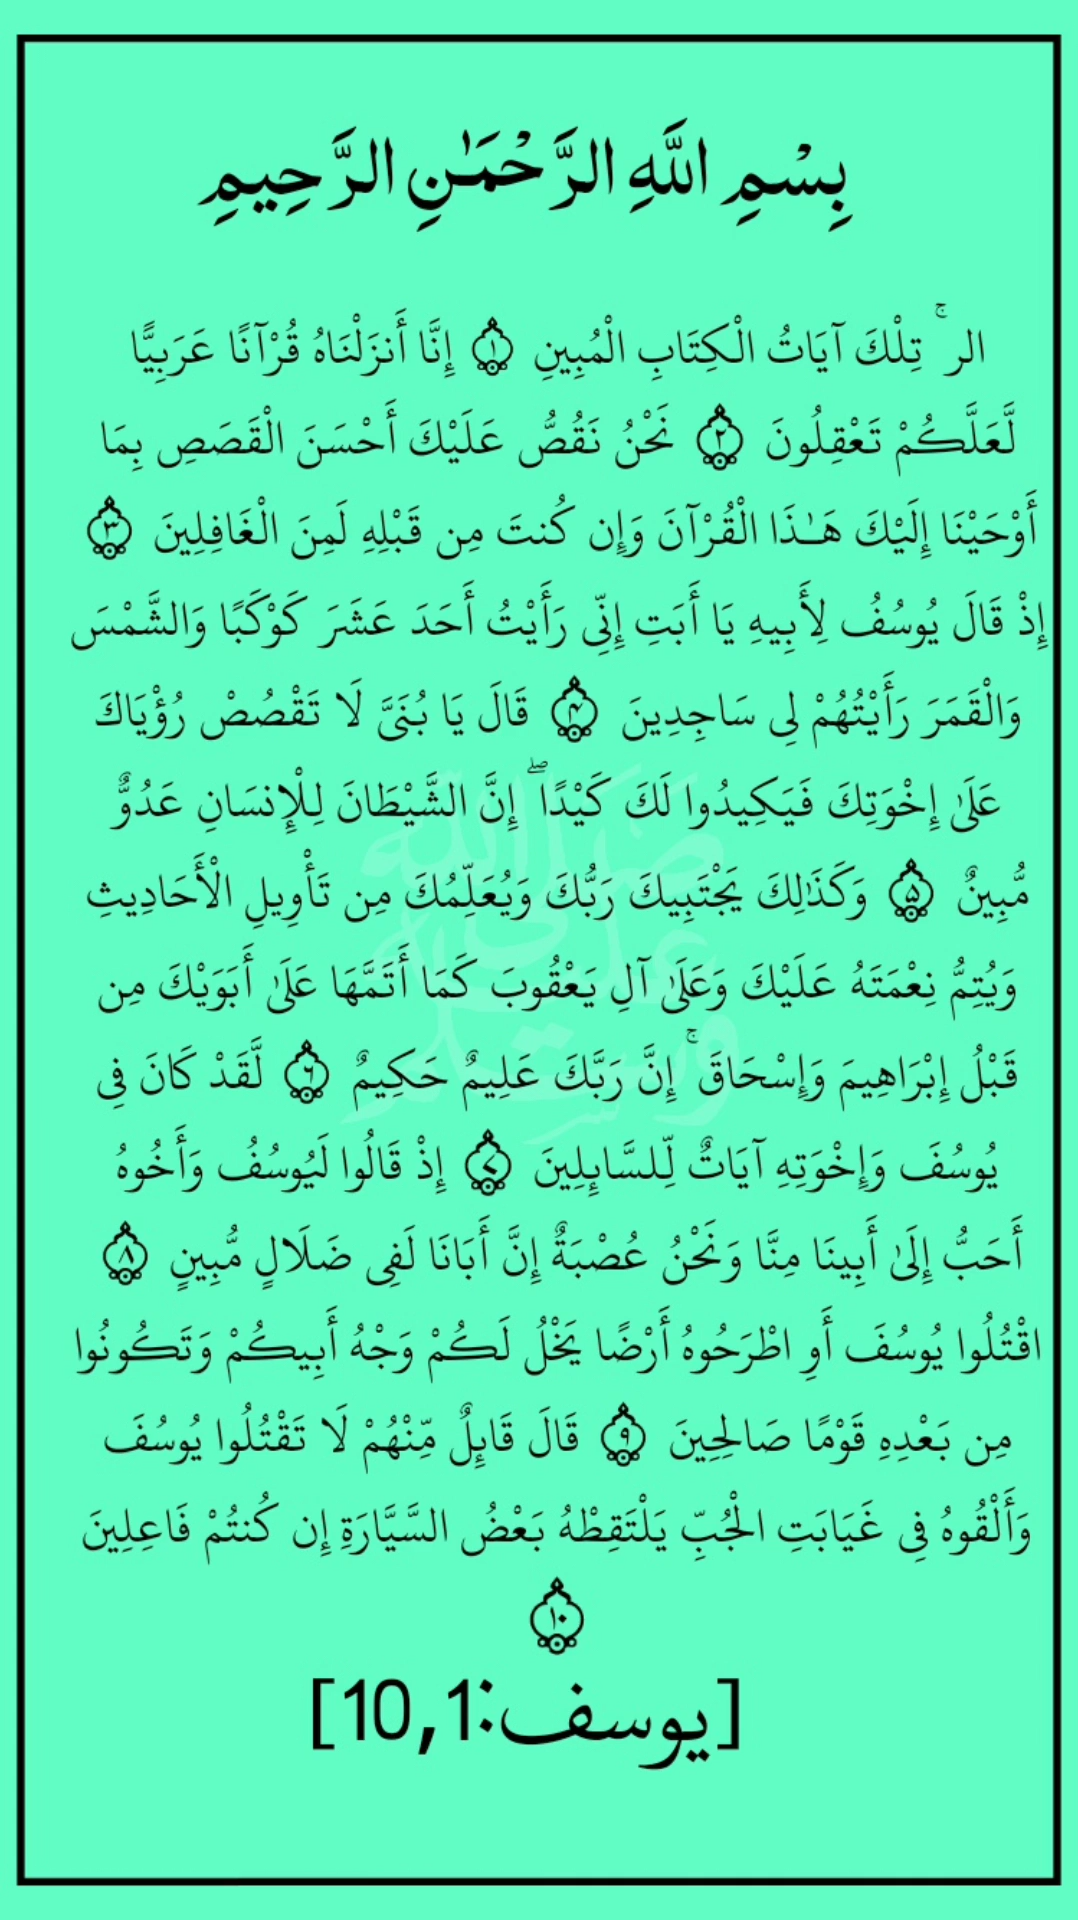 بِسْمِ اللَّهِ الرَّحْمَٰنِ الرَّحِيمِ
الر ۚ تِلْكَ آيَاتُ الْكِتَابِ الْمُبِينِ ﴿١﴾ إِنَّا أَنزَلْنَاهُ قُرْآنًا عَرَبِيًّا
لَّعَلَّكُمْ تَعْقِلُونَ ﴿٢﴾ نَحْنُ نَقُصُّ عَلَيْكَ أَحْسَنَ الْقَصَصِ بِمَا
أَوْحَيْنَا إِلَيْكَ هَـٰذَا الْقُرْآنَ وَإِن كُنتَ مِن قَبْلِهِ لَمِنَ الْغَافِلِينَ ﴿٣﴾
إِذْ قَالَ يُوسُفُ لِأَبِيهِ يَا أَبَتِ إِنِّي رَأَيْتُ أَحَدَ عَشَرَ كَوْكَبًا وَالشَّمْسَ
وَالْقَمَرَ رَأَيْتُهُمْ لِي سَاجِدِينَ ﴿٤﴾ قَالَ يَا بُنَيَّ لَا تَقْصُصْ رُؤْيَاكَ
عَلَىٰ إِخْوَتِكَ فَيَكِيدُوا لَكَ كَيْدًا ۖ إِنَّ الشَّيْطَانَ لِلْإِنسَانِ عَدُوٌّ
مُّبِينٌ ﴿٥﴾ وَكَذَٰلِكَ يَجْتَبِيكَ رَبُّكَ وَيُعَلِّمُكَ مِن تَأْوِيلِ الْأَحَادِيثِ
وَيُتِمُّ نِعْمَتَهُ عَلَيْكَ وَعَلَىٰ آلِ يَعْقُوبَ كَمَا أَتَمَّهَا عَلَىٰ أَبَوَيْكَ مِن
قَبْلُ إِبْرَاهِيمَ وَإِسْحَاقَ ۚ إِنَّ رَبَّكَ عَلِيمٌ حَكِيمٌ ﴿٦﴾ لَّقَدْ كَانَ فِي
يُوسُفَ وَإِخْوَتِهِ آيَاتٌ لِّلسَّائِلِينَ ﴿٧﴾ إِذْ قَالُوا لَيُوسُفُ وَأَخُوهُ
أَحَبُّ إِلَىٰ أَبِينَا مِنَّا وَنَحْنُ عُصْبَةٌ إِنَّ أَبَانَا لَفِي ضَلَالٍ مُّبِينٍ ﴿٨﴾
اقْتُلُوا يُوسُفَ أَوِ اطْرَحُوهُ أَرْضًا يَخْلُ لَكُمْ وَجْهُ أَبِيكُمْ وَتَكُونُوا
مِن بَعْدِهِ قَوْمًا صَالِحِينَ ﴿٩﴾ قَالَ قَائِلٌ مِّنْهُمْ لَا تَقْتُلُوا يُوسُفَ
وَأَلْقُوهُ فِي غَيَابَتِ الْجُبِّ يَلْتَقِطْهُ بَعْضُ السَّيَّارَةِ إِن كُنتُمْ فَاعِلِينَ
﴿١٠﴾
[يوسف:10,1]
صَلَّى اللَّه
عليه
وسلم